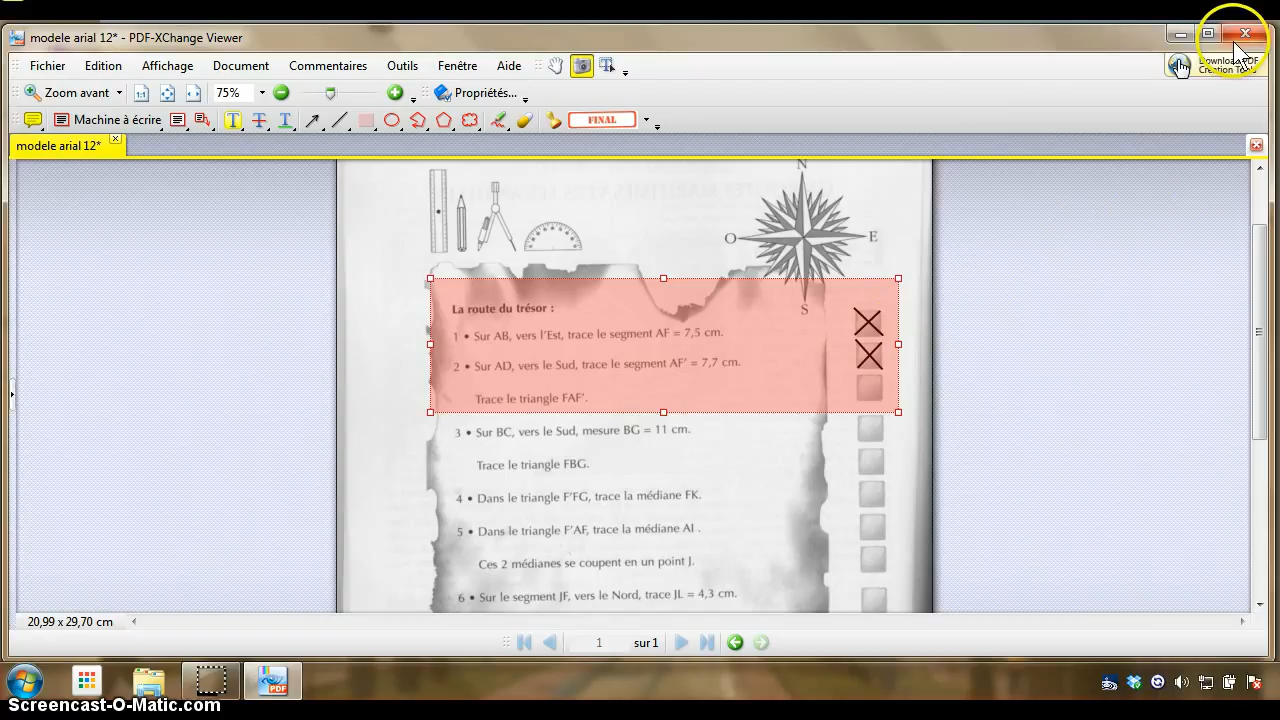 modele arial 12* - PDF-XChange Viewer
Fichier Edition Affichage Document Commentaires Outils Fenêtre Aide
Download PDF
Creation Tools
Zoom avant 75% Propriétés...
Machine à écrire FINAL
modele arial 12*
N
O E
S
La route du trésor :
1 • Sur AB, vers l'Est, trace le segment AF = 7,5 cm.
2 • Sur AD, vers le Sud, trace le segment AF' = 7,7 cm.
Trace le triangle FAF'.
3 • Sur BC, vers le Sud, mesure BG = 11 cm.
Trace le triangle FBG.
4 • Dans le triangle F'FG, trace la médiane FK.
5 • Dans le triangle F'AF, trace la médiane AI .
Ces 2 médianes se coupent en un point J.
6 • Sur le segment JF, vers le Nord, trace JL = 4,3 cm.
20,99 x 29,70 cm
1 sur 1
PDF
Screencast-O-Matic.com